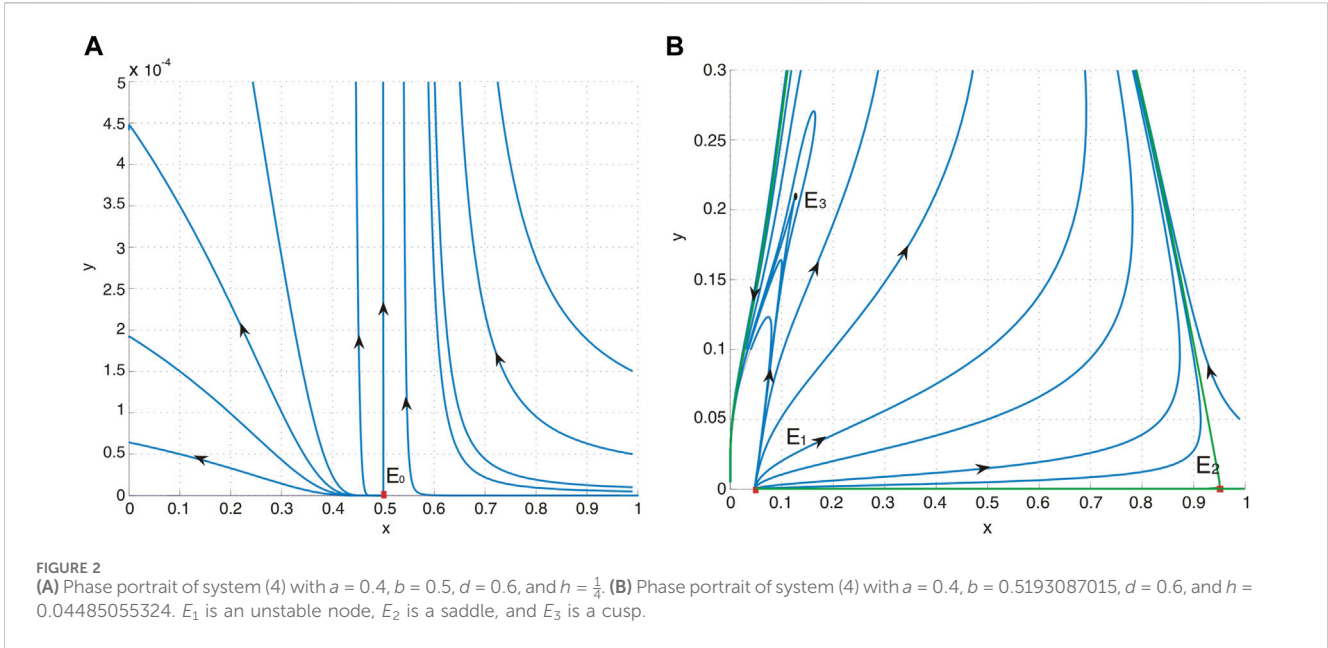 A
B
x 10⁻⁴
5
4.5
4
3.5
3
2.5
2
1.5
1
0.5
0
y
E₀
0 0.1 0.2 0.3 0.4 0.5 0.6 0.7 0.8 0.9 1
x
0.3
0.25
0.2
0.15
0.1
0.05
0
y
E₃
E₁
E₂
0 0.1 0.2 0.3 0.4 0.5 0.6 0.7 0.8 0.9 1
x
FIGURE 2
(A) Phase portrait of system (4) with a = 0.4, b = 0.5, d = 0.6, and h = 1/4. (B) Phase portrait of system (4) with a = 0.4, b = 0.5193087015, d = 0.6, and h =
0.04485055324. E₁ is an unstable node, E₂ is a saddle, and E₃ is a cusp.